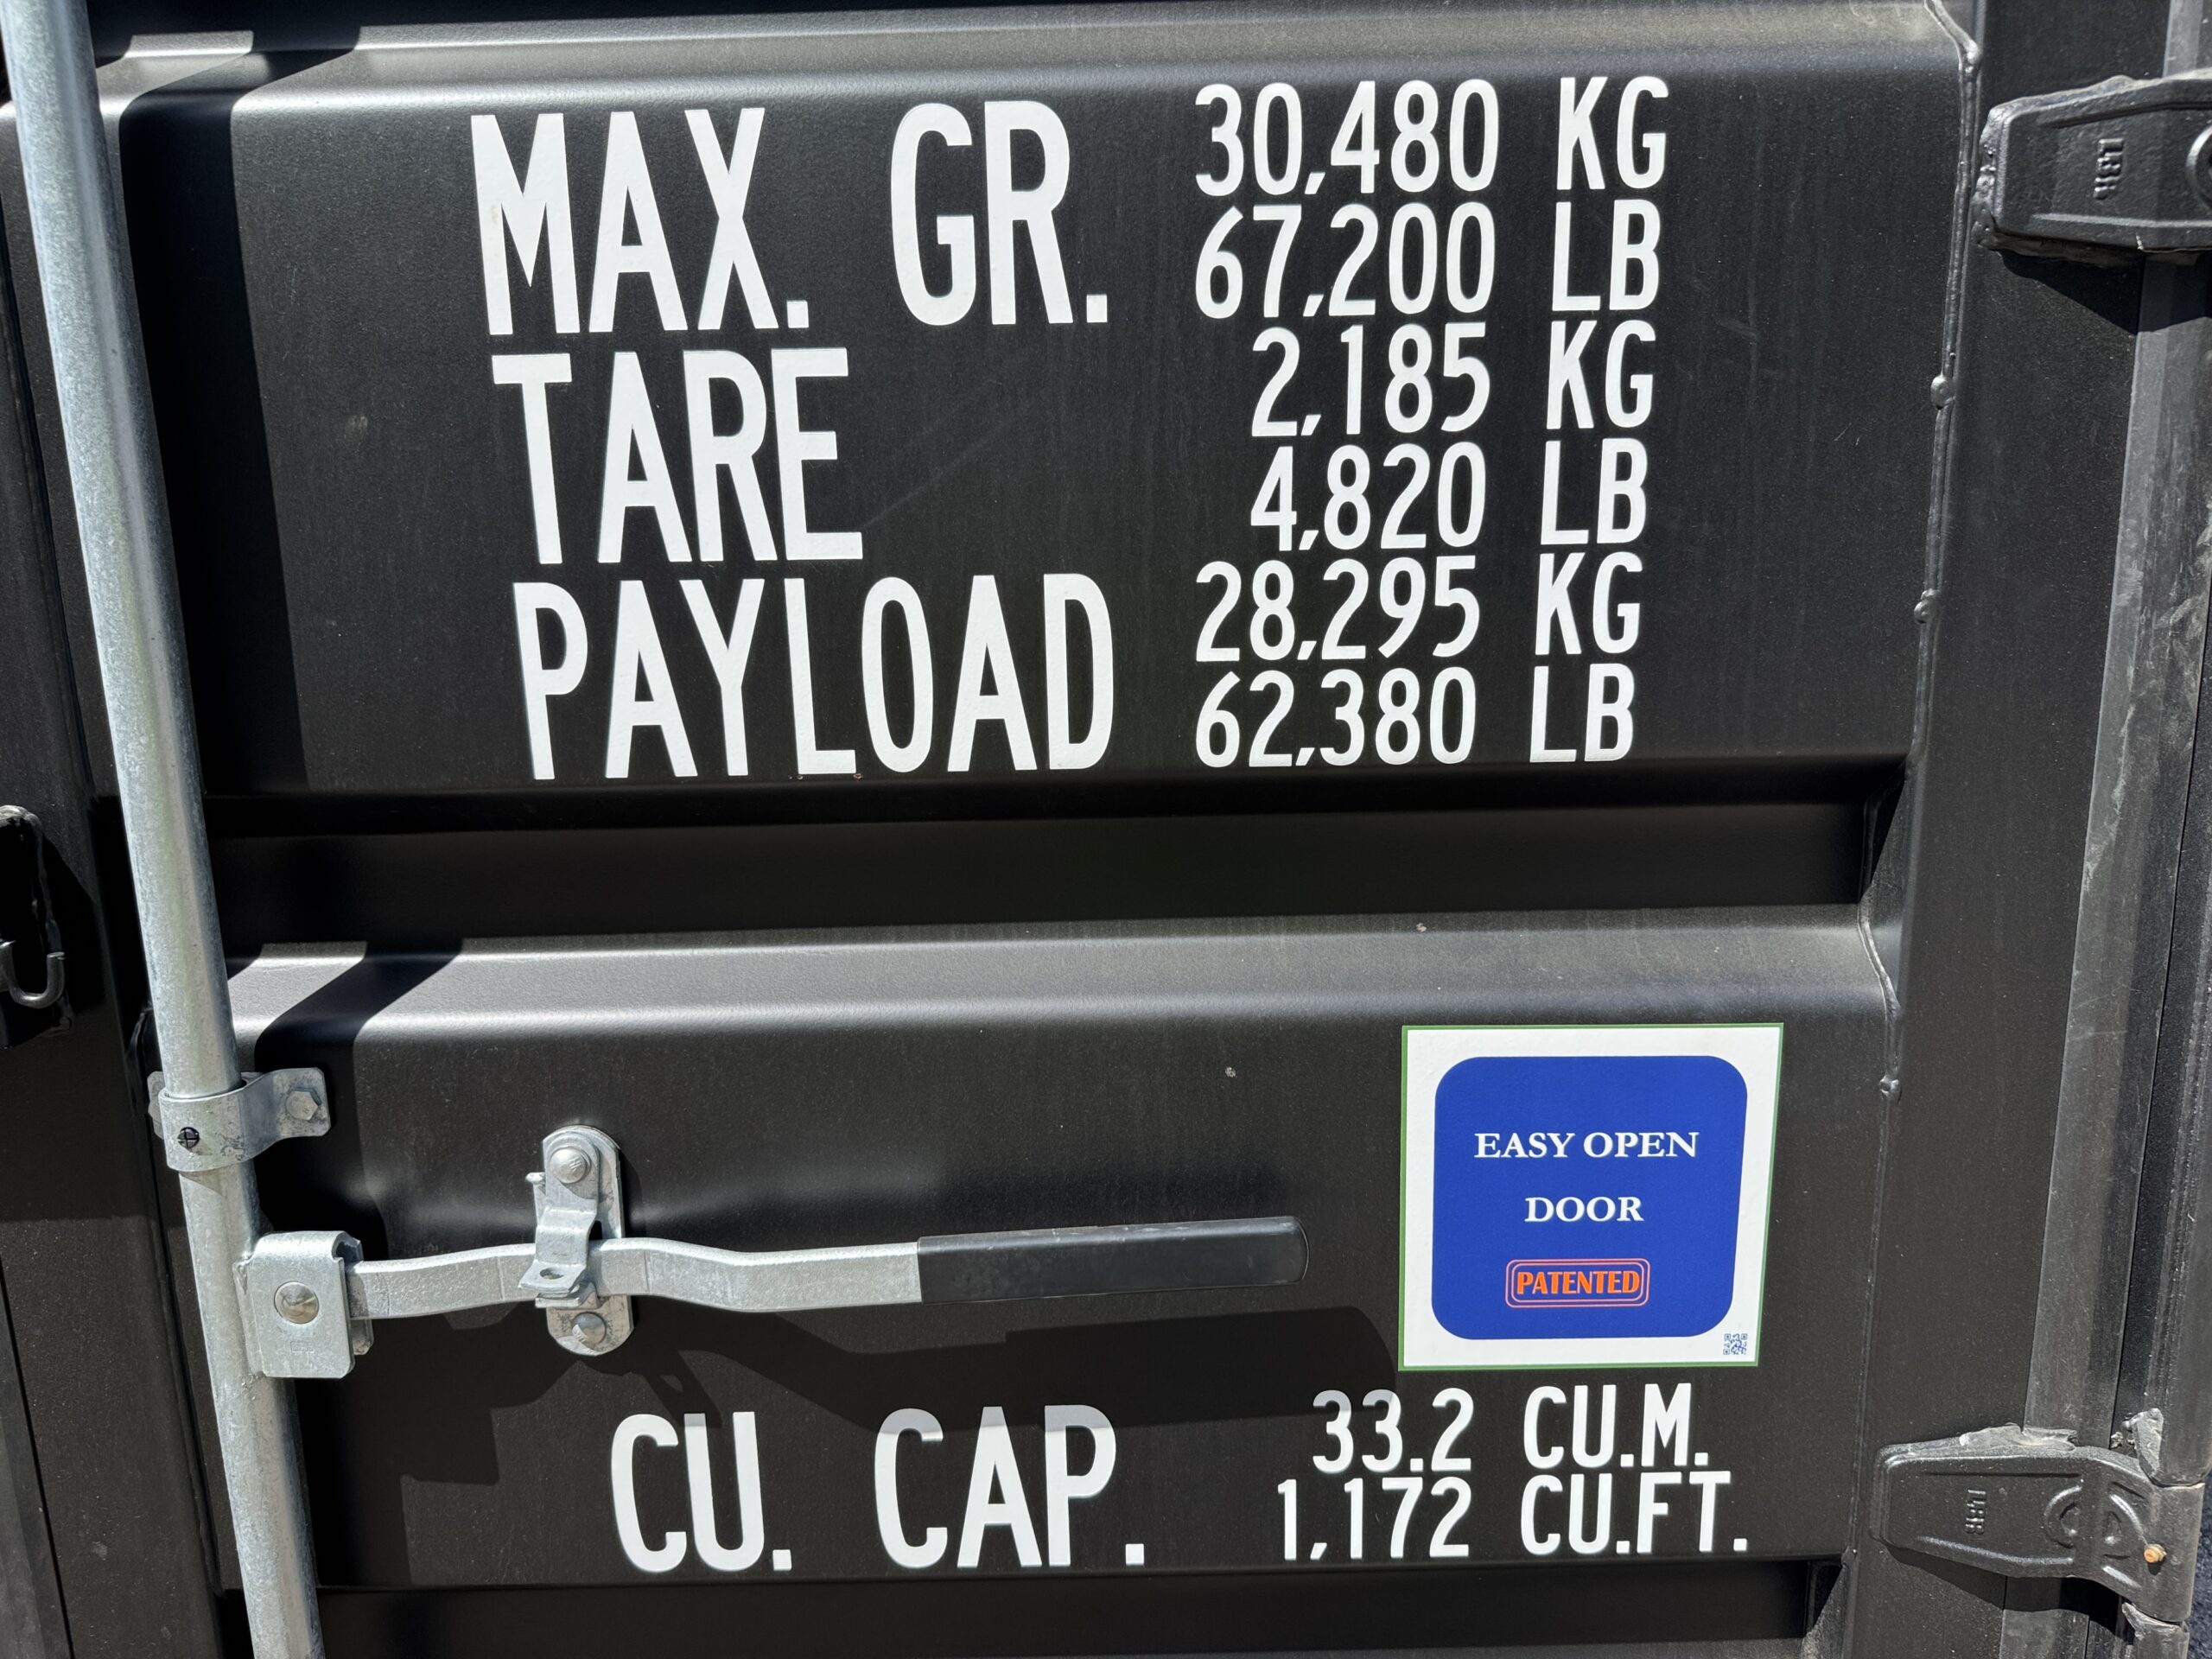 MAX. GR. 30,480 KG
67,200 LB
TARE 2,185 KG
4,820 LB
PAYLOAD 28,295 KG
62,380 LB
EASY OPEN
DOOR
PATENTED
CU. CAP. 33.2 CU.M.
1,172 CU.FT.